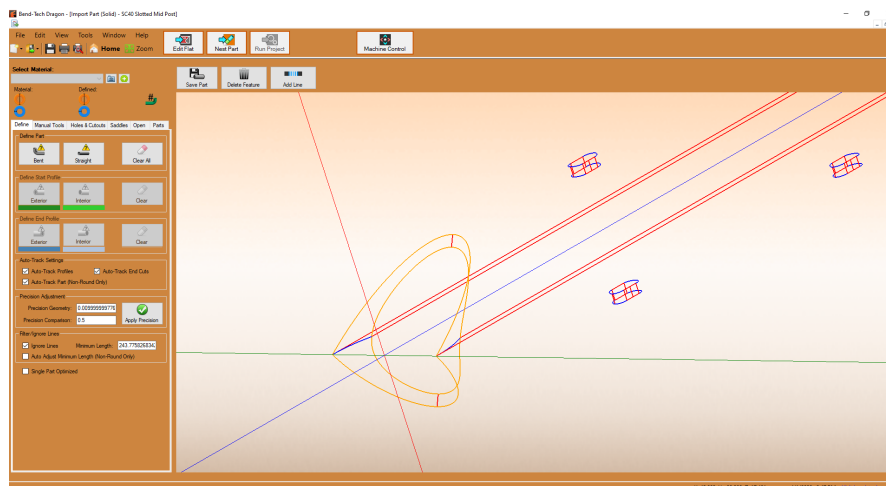 Bend-Tech Dragon - [Import Part (Solid) - SC40 Slotted Mid Post]
File Edit View Tools Window Help
Home Zoom
Edit Flat Next Part Run Project Machine Control
Select Material:
Material: Defined:
Save Part Delete Feature Add Line
Define Manual Tools Holes & Cutouts Saddles Open Parts
Define Part
Bent Straight Clear All
Define Start Profile
Exterior Interior Clear
Define End Profile
Exterior Interior Clear
Auto-Track Settings
Auto-Track Profiles Auto-Track End Cuts
Auto-Track Part (Non-Round Only)
Precision Adjustment
Precision Geometry: 0.00999999977€
Precision Comparison: 0.5 Apply Precision
Filter/Ignore Lines
Ignore Lines Minimum Length: 243.775826834;
Auto Adjust Minimum Length (Non-Round Only)
Single Part Optimized